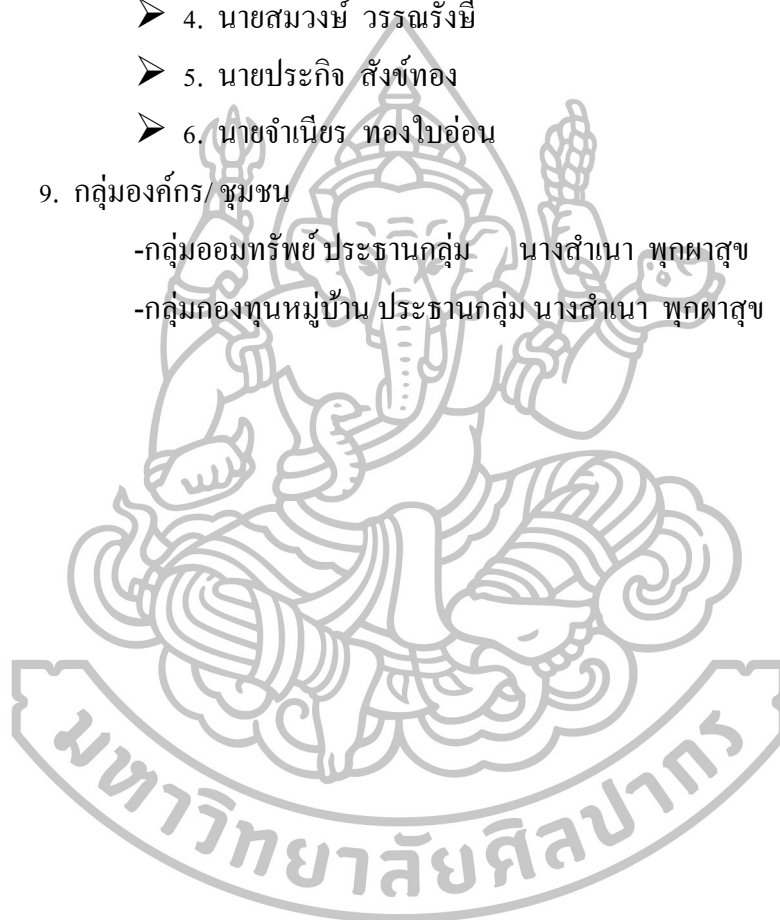 ➢ 4. นายสมวงษ์ วรรณรังษี
➢ 5. นายประกิจ สังข์ทอง
➢ 6. นายจำเนียร ทองใบอ่อน
9. กลุ่มองค์กร/ ชุมชน
-กลุ่มออมทรัพย์ ประธานกลุ่ม นางสำเนา พุกผาสุข
-กลุ่มกองทุนหมู่บ้าน ประธานกลุ่ม นางสำเนา พุกผาสุข
มหาวิทยาลัยศิลปากร